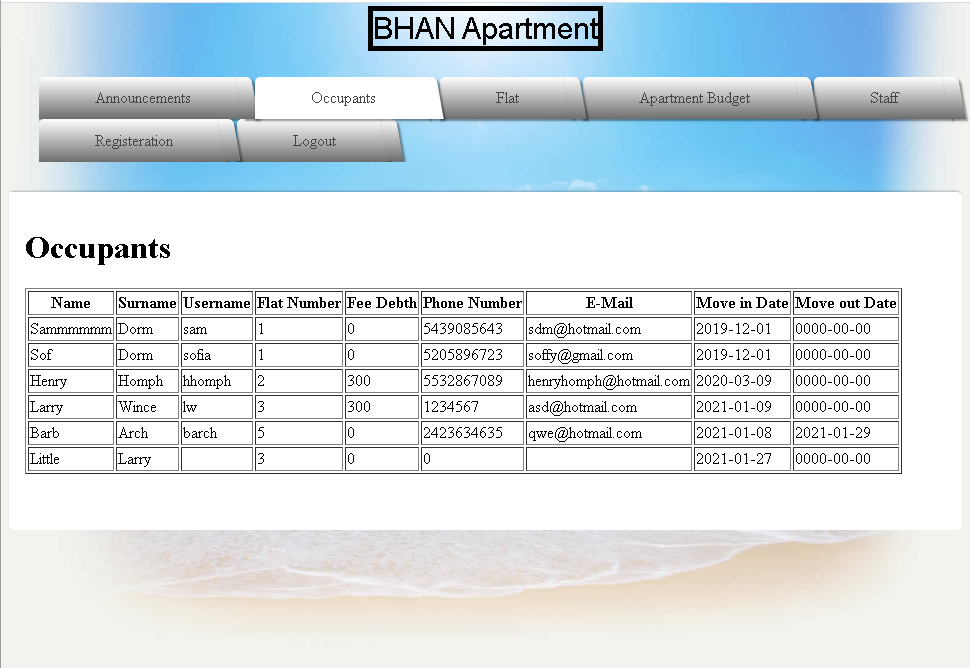 BHAN Apartment
Announcements Occupants Flat Apartment Budget Staff
Registeration Logout
Occupants
Name Surname Username Flat Number Fee Debth Phone Number E-Mail Move in Date Move out Date
Sammmmmm Dorm sam 1 0 5439085643 sdm@hotmail.com 2019-12-01 0000-00-00
Sof Dorm sofia 1 0 5205896723 soffy@gmail.com 2019-12-01 0000-00-00
Henry Homph hhomph 2 300 5532867089 henryhomph@hotmail.com 2020-03-09 0000-00-00
Larry Wince lw 3 300 1234567 asd@hotmail.com 2021-01-09 0000-00-00
Barb Arch barch 5 0 2423634635 qwe@hotmail.com 2021-01-08 2021-01-29
Little Larry 3 0 0 2021-01-27 0000-00-00